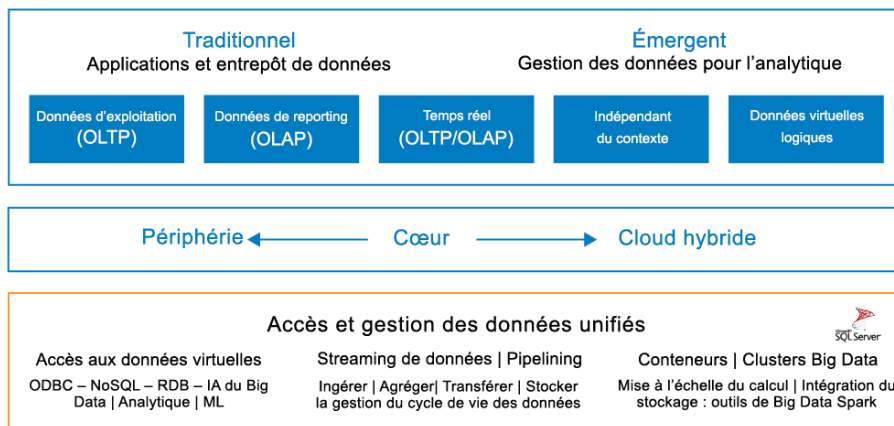 Traditionnel
Applications et entrepôt de données
Émergent
Gestion des données pour l'analytique
Données d'exploitation
(OLTP)
Données de reporting
(OLAP)
Temps réel
(OLTP/OLAP)
Indépendant
du contexte
Données virtuelles
logiques
Périphérie
Cœur
Cloud hybride
Accès et gestion des données unifiés
Microsoft
SQL Server
Accès aux données virtuelles
ODBC – NoSQL – RDB – IA du Big
Data | Analytique | ML
Streaming de données | Pipelining
Ingérer | Agréger| Transférer | Stocker
la gestion du cycle de vie des données
Conteneurs | Clusters Big Data
Mise à l'échelle du calcul | Intégration du
stockage : outils de Big Data Spark